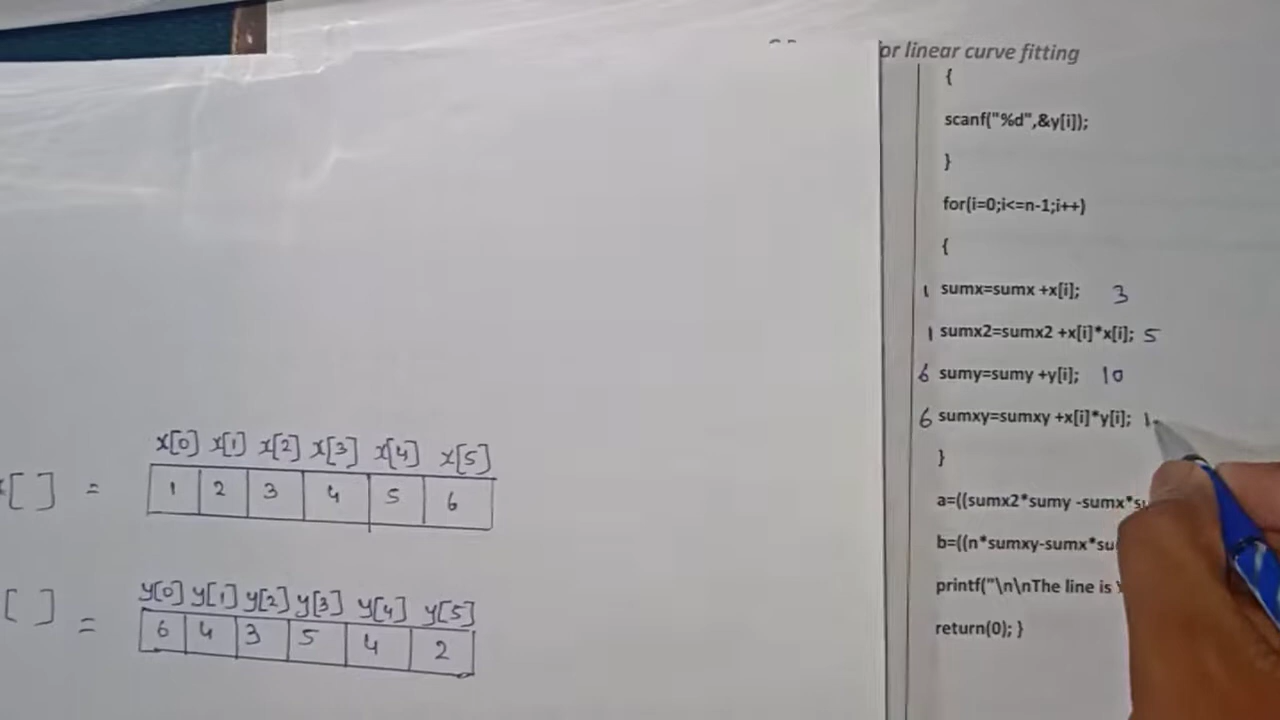 or linear curve fitting
{
scanf("%d",&y[i]);
}
for(i=0;i<=n-1;i++)
{
1 sumx=sumx +x[i]; 3
1 sumx2=sumx2 +x[i]*x[i]; 5
6 sumy=sumy +y[i]; 10
6 sumxy=sumxy +x[i]*y[i]; 1
}
a=((sumx2*sumy -sumx*su
b=((n*sumxy-sumx*su
printf("\n\nThe line is
return(0); }
x[0] x[1] x[2] x[3] x[4] x[5]
x[ ] = 1 2 3 4 5 6
y[0] y[1] y[2] y[3] y[4] y[5]
[ ] = 6 4 3 5 4 2